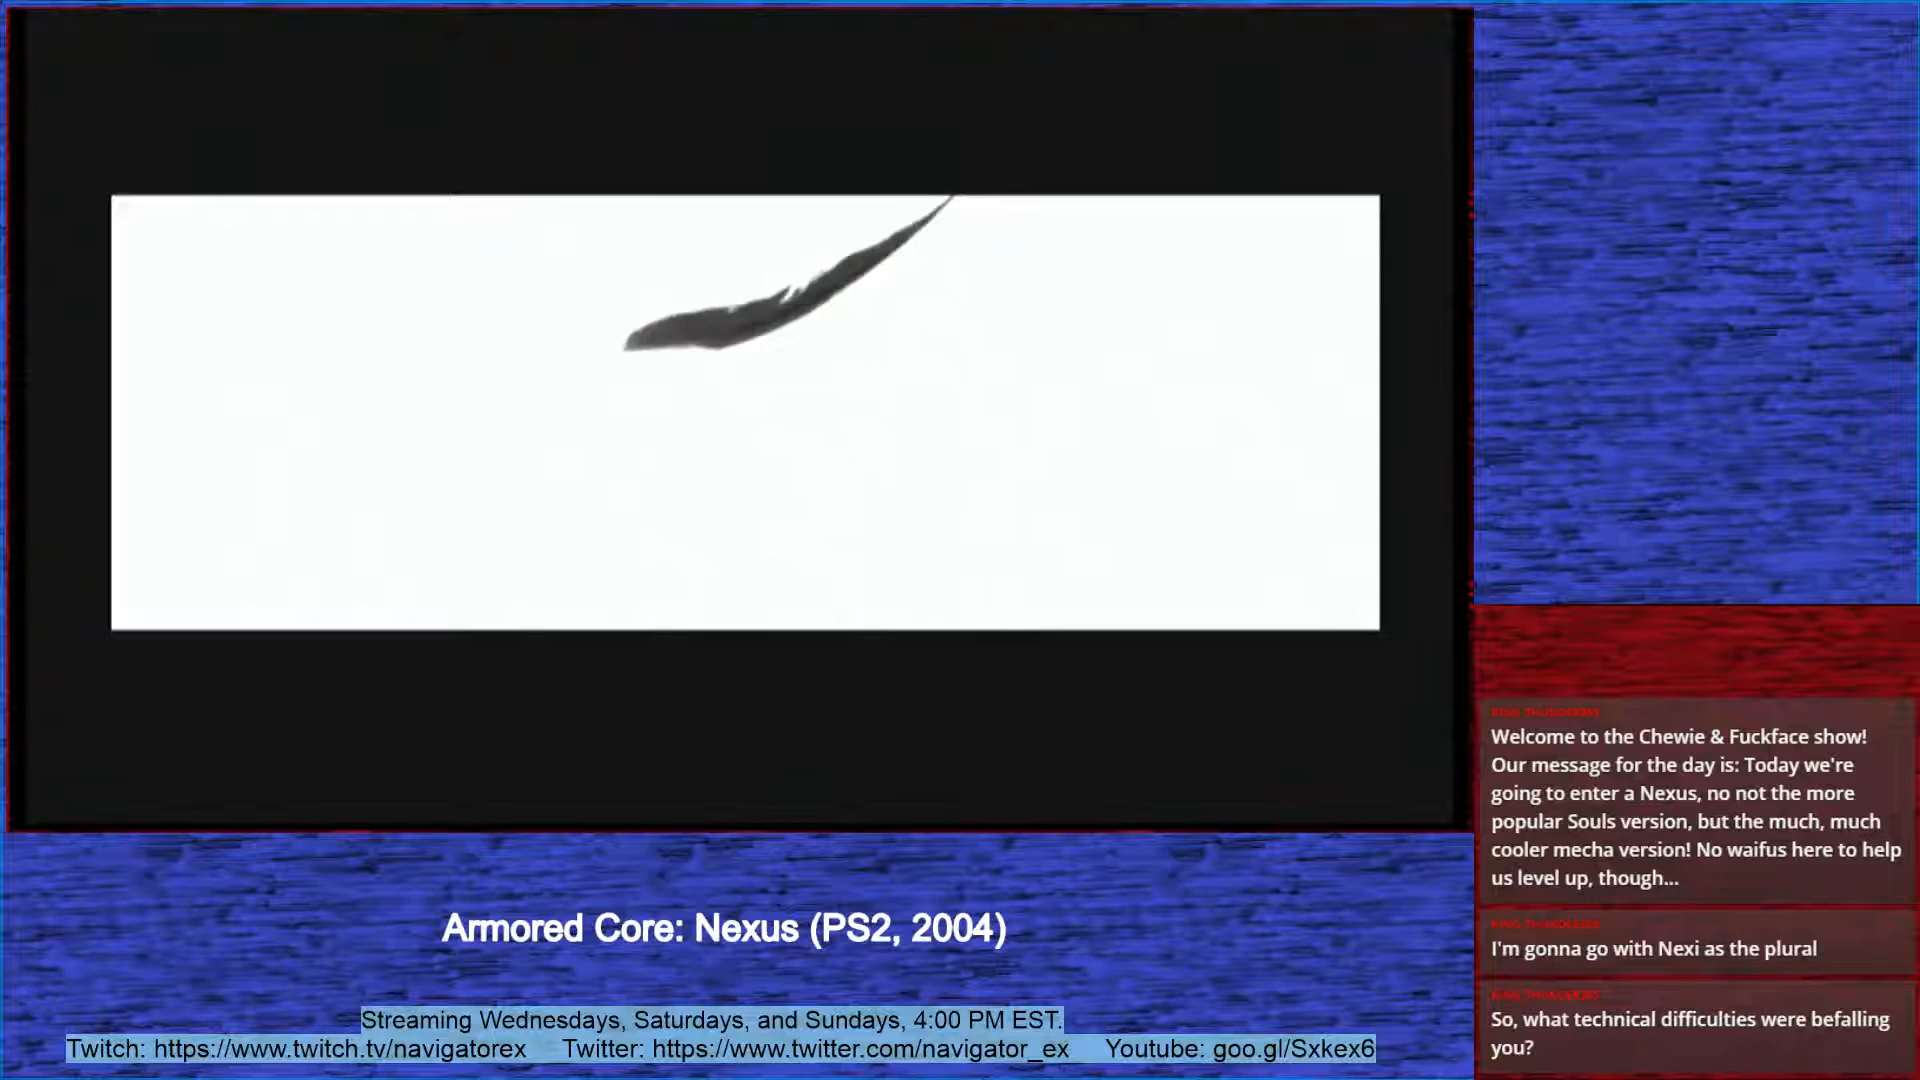 KING THUNDER355
Welcome to the Chewie & Fuckface show!
Our message for the day is: Today we're
going to enter a Nexus, no not the more
popular Souls version, but the much, much
cooler mecha version! No waifus here to help
us level up, though...
I'm gonna go with Nexi as the plural
So, what technical difficulties were befalling
you?
Armored Core: Nexus (PS2, 2004)
Streaming Wednesdays, Saturdays, and Sundays, 4:00 PM EST.
Twitch: https://www.twitch.tv/navigatorex Twitter: https://www.twitter.com/navigator_ex Youtube: goo.gl/Sxkex6